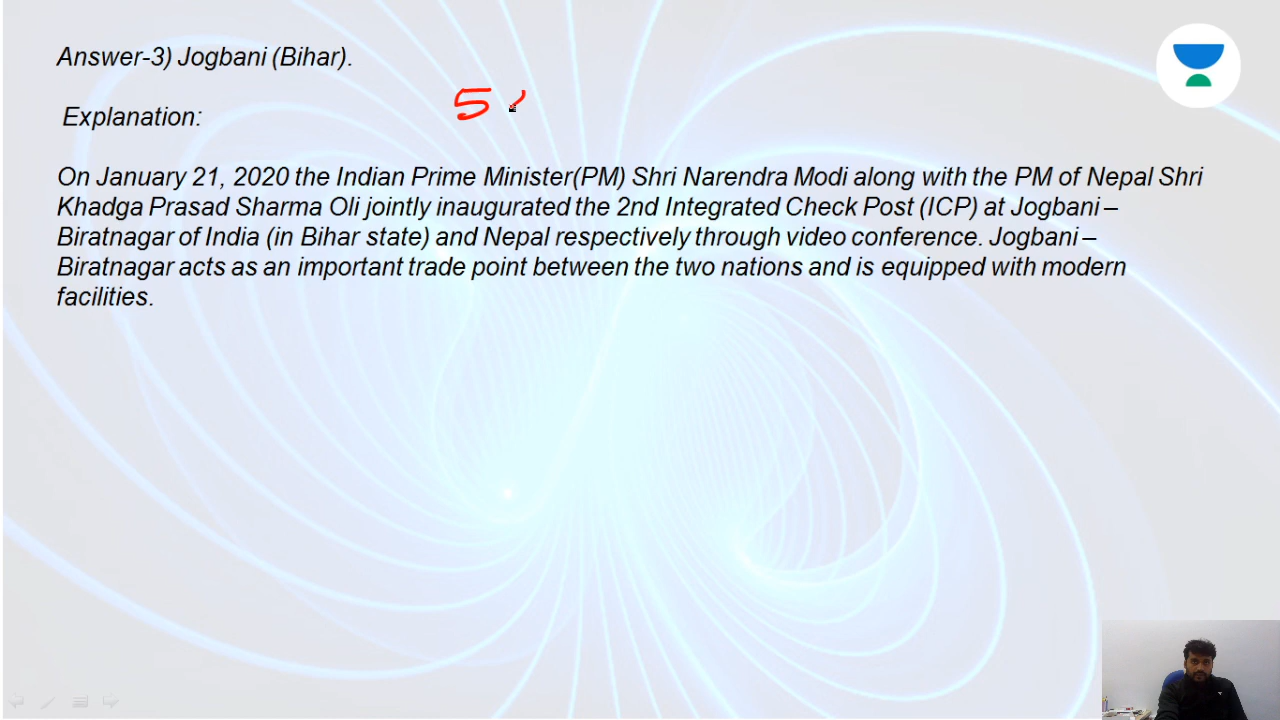 Answer-3) Jogbani (Bihar).
5
Explanation:
On January 21, 2020 the Indian Prime Minister(PM) Shri Narendra Modi along with the PM of Nepal Shri
Khadga Prasad Sharma Oli jointly inaugurated the 2nd Integrated Check Post (ICP) at Jogbani –
Biratnagar of India (in Bihar state) and Nepal respectively through video conference. Jogbani –
Biratnagar acts as an important trade point between the two nations and is equipped with modern
facilities.